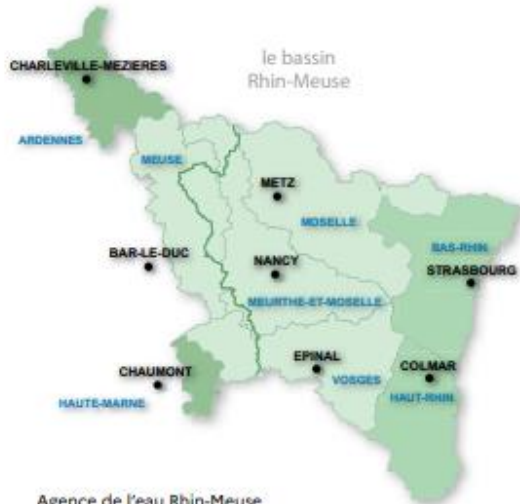 le bassin
Rhin-Meuse
CHARLEVILLE-MEZIERES
ARDENNES
MEUSE
METZ
MOSELLE
BAS-RHIN
BAR-LE-DUC
NANCY
STRASBOURG
MEURTHE-ET-MOSELLE
EPINAL
COLMAR
CHAUMONT
VOSGES
HAUTE-MARNE
HAUT-RHIN
Agence de l'eau Rhin-Meuse